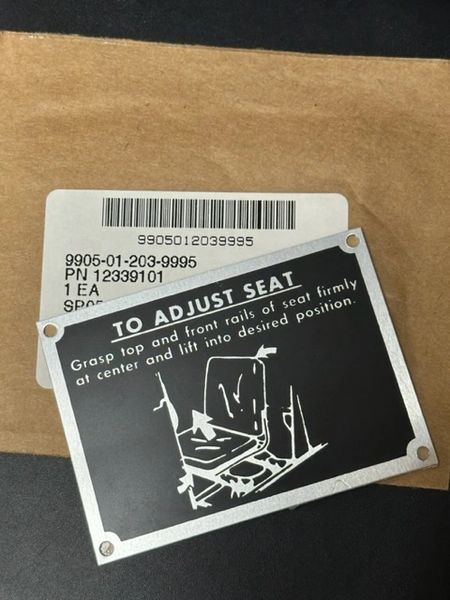 9905012039995
9905-01-203-9995
PN 12339101
1 EA
TO ADJUST SEAT
Grasp top and front rails of seat firmly
at center and lift into desired position.